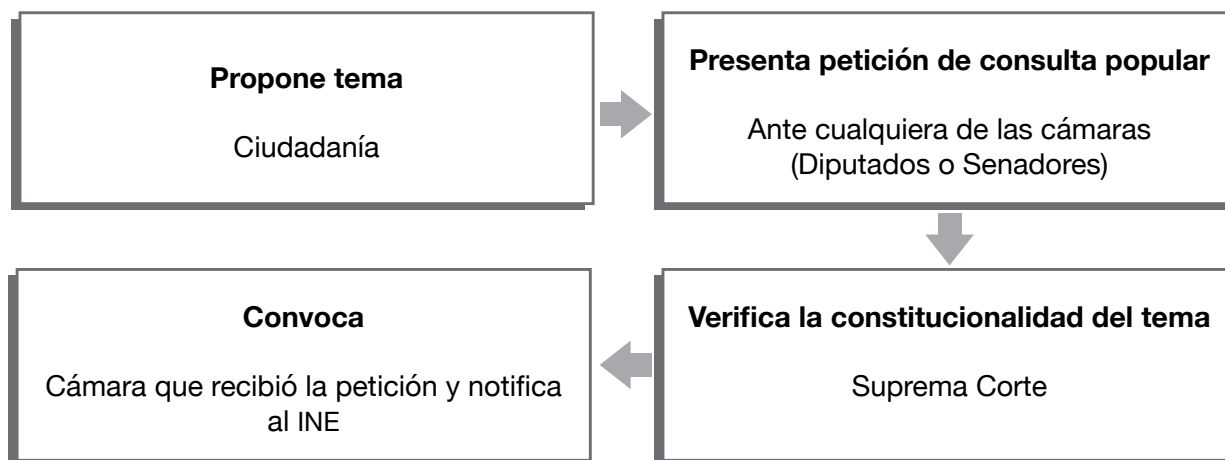 Propone tema
Ciudadanía
Presenta petición de consulta popular
Ante cualquiera de las cámaras
(Diputados o Senadores)
Verifica la constitucionalidad del tema
Suprema Corte
Convoca
Cámara que recibió la petición y notifica
al INE